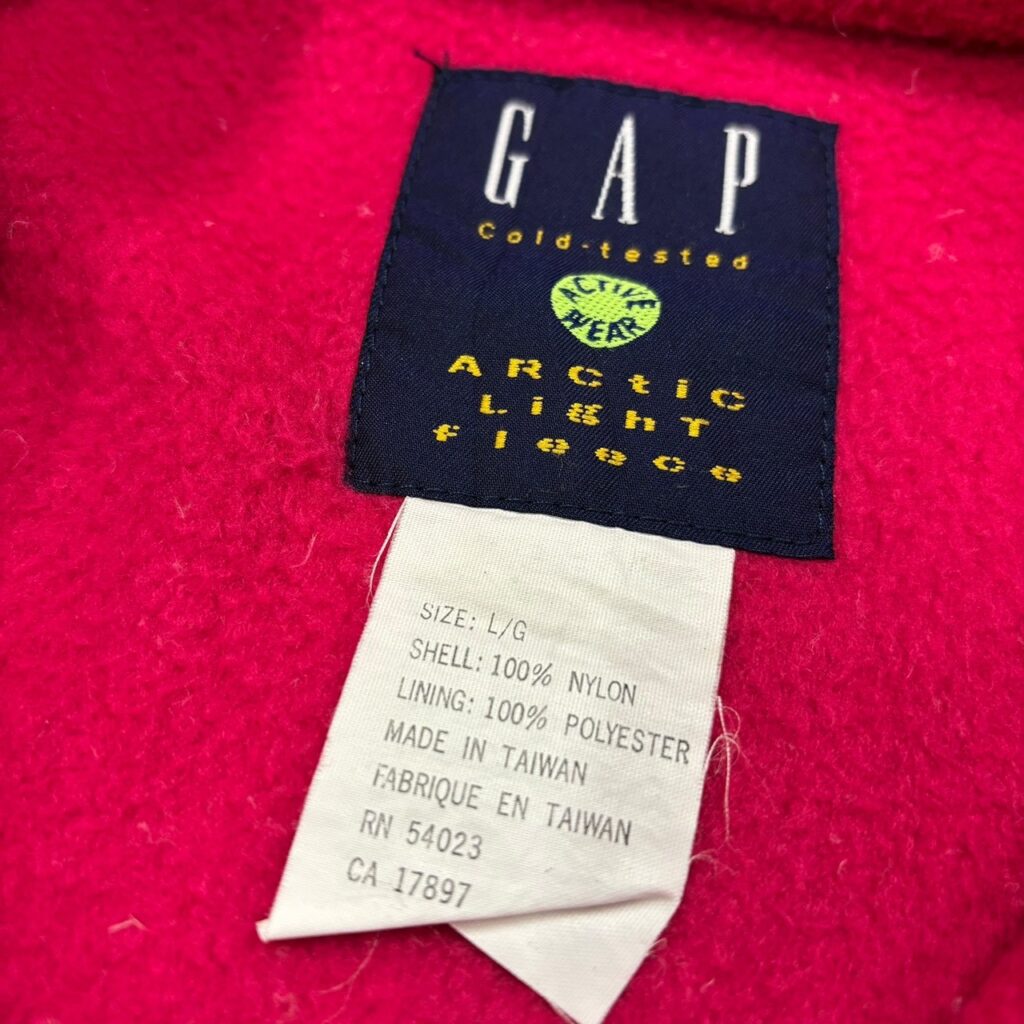 GAP
Cold-tested
ACTIVE
WEAR
ARCtiC
LighT
fleece
SIZE: L/G
SHELL: 100% NYLON
LINING: 100% POLYESTER
MADE IN TAIWAN
FABRIQUE EN TAIWAN
RN 54023
CA 17897